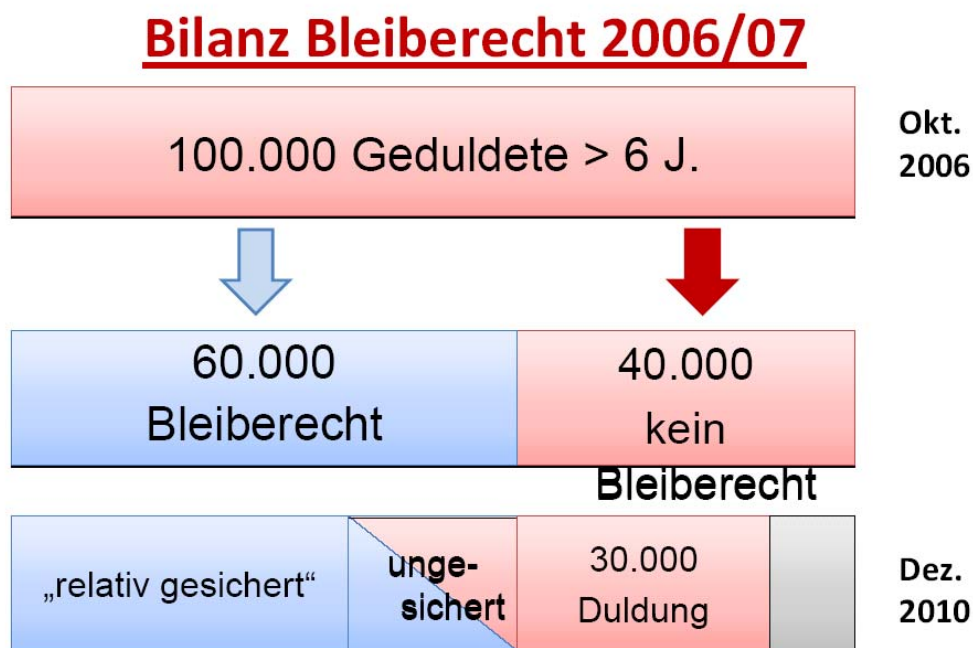 Bilanz Bleiberecht 2006/07
100.000 Geduldete > 6 J.
Okt.
2006
60.000
Bleiberecht
40.000
kein
Bleiberecht
„relativ gesichert“
unge-
sichert
30.000
Duldung
Dez.
2010